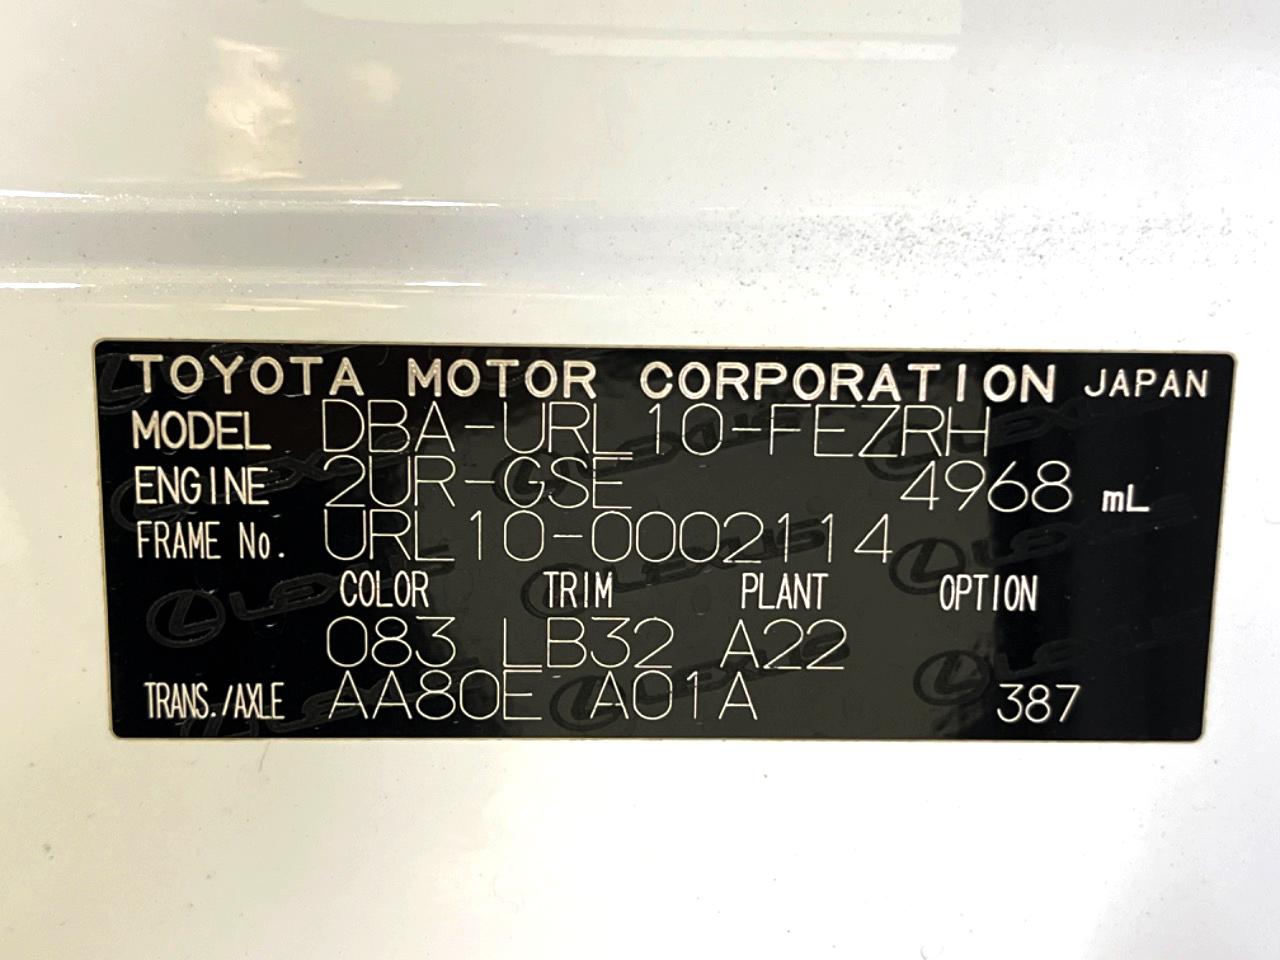 TOYOTA MOTOR CORPORATION JAPAN
MODEL DBA-URL10-FEZRH
ENGINE 2UR-GSE 4968 mL
FRAME No. URL10-0002114
COLOR TRIM PLANT OPTION
083 LB32 A22
TRANS./AXLE AA80E A01A 387